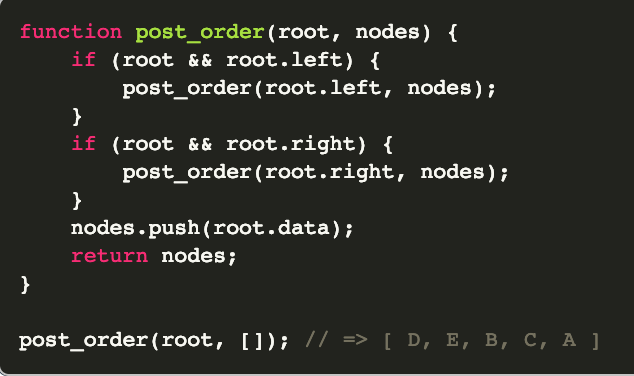 function post_order(root, nodes) {
    if (root && root.left) {
        post_order(root.left, nodes);
    }
    if (root && root.right) {
        post_order(root.right, nodes);
    }
    nodes.push(root.data);
    return nodes;
}

post_order(root, []); // => [ D, E, B, C, A ]